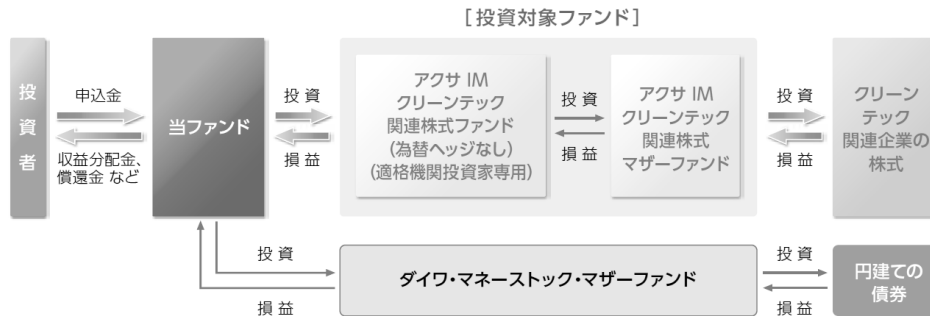 ［投資対象ファンド］
投資者
申込金
収益分配金、
償還金 など
当ファンド
投 資
損 益
アクサ IM
クリーンテック
関連株式ファンド
（為替ヘッジなし）
（適格機関投資家専用）
投 資
損 益
アクサ IM
クリーンテック
関連株式
マザーファンド
投 資
損 益
クリーン
テック
関連企業の
株式
投 資
損 益
ダイワ・マネーストック・マザーファンド
投 資
損 益
円建ての
債券